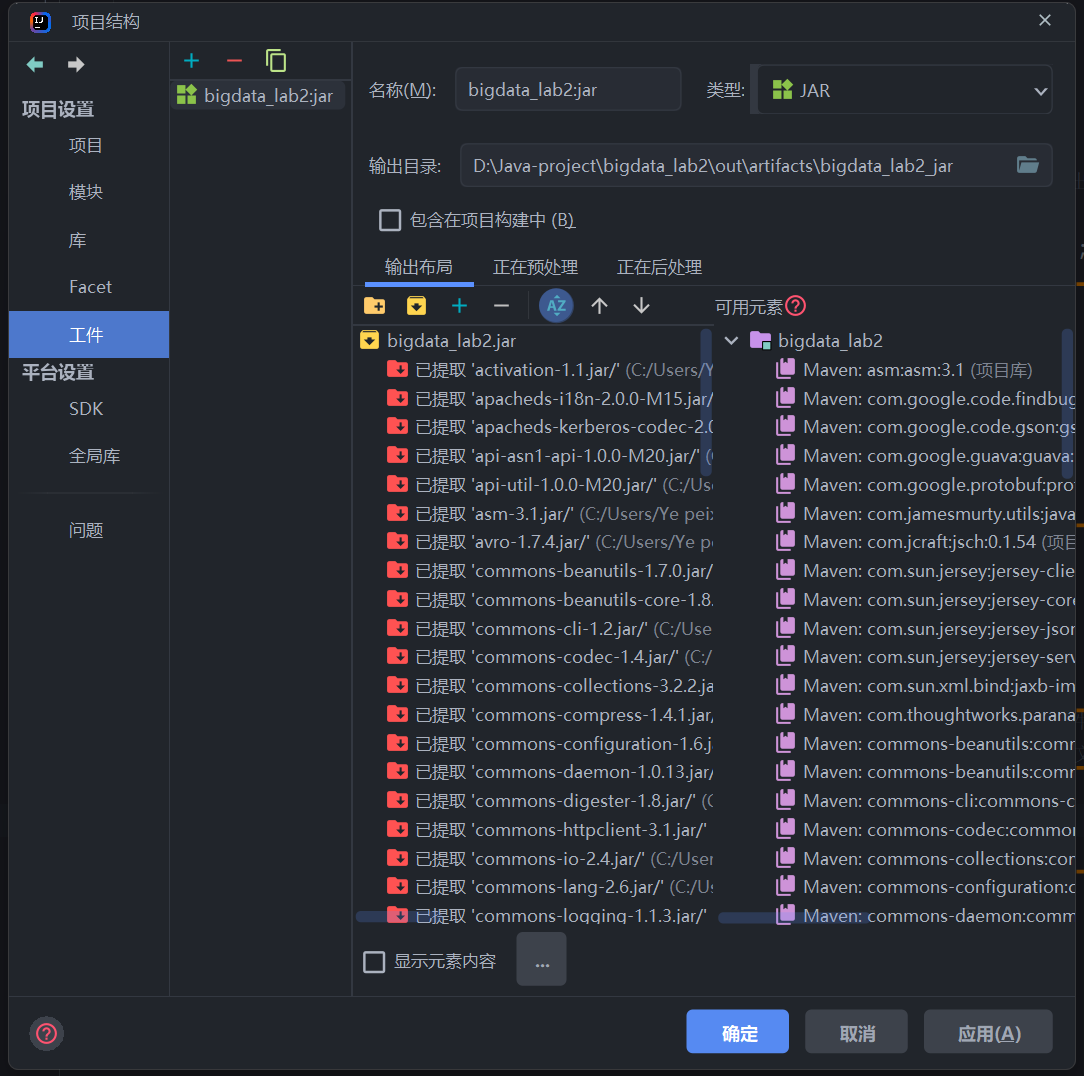 项目结构
项目设置
项目
模块
库
Facet
工件
平台设置
SDK
全局库
问题
bigdata_lab2:jar
名称(M): bigdata_lab2:jar 类型: JAR
输出目录: D:\Java-project\bigdata_lab2\out\artifacts\bigdata_lab2_jar
包含在项目构建中 (B)
输出布局 正在预处理 正在后处理
AZ 可用元素?
bigdata_lab2.jar
已提取 'activation-1.1.jar/' (C:/Users/Y
已提取 'apacheds-i18n-2.0.0-M15.jar/
已提取 'apacheds-kerberos-codec-2.0
已提取 'api-asn1-api-1.0.0-M20.jar/' (
已提取 'api-util-1.0.0-M20.jar/' (C:/Us
已提取 'asm-3.1.jar/' (C:/Users/Ye peix
已提取 'avro-1.7.4.jar/' (C:/Users/Ye pe
已提取 'commons-beanutils-1.7.0.jar/
已提取 'commons-beanutils-core-1.8.
已提取 'commons-cli-1.2.jar/' (C:/Use
已提取 'commons-codec-1.4.jar/' (C:/
已提取 'commons-collections-3.2.2.ja
已提取 'commons-compress-1.4.1.jar/
已提取 'commons-configuration-1.6.j
已提取 'commons-daemon-1.0.13.jar/
已提取 'commons-digester-1.8.jar/' (C
已提取 'commons-httpclient-3.1.jar/'
已提取 'commons-io-2.4.jar/' (C:/User
已提取 'commons-lang-2.6.jar/' (C:/Us
已提取 'commons-logging-1.1.3.jar/'
bigdata_lab2
Maven: asm:asm:3.1 (项目库)
Maven: com.google.code.findbug
Maven: com.google.code.gson:gs
Maven: com.google.guava:guava:
Maven: com.google.protobuf:pro
Maven: com.jamesmurty.utils:java
Maven: com.jcraft:jsch:0.1.54 (项目
Maven: com.sun.jersey:jersey-clie
Maven: com.sun.jersey:jersey-core
Maven: com.sun.jersey:jersey-json
Maven: com.sun.jersey:jersey-serv
Maven: com.sun.xml.bind:jaxb-im
Maven: com.thoughtworks.parana
Maven: commons-beanutils:comm
Maven: commons-beanutils:comm
Maven: commons-cli:commons-c
Maven: commons-codec:common
Maven: commons-collections:con
Maven: commons-configuration:c
Maven: commons-daemon:comm
显示元素内容 ...
? 确定 取消 应用(A)